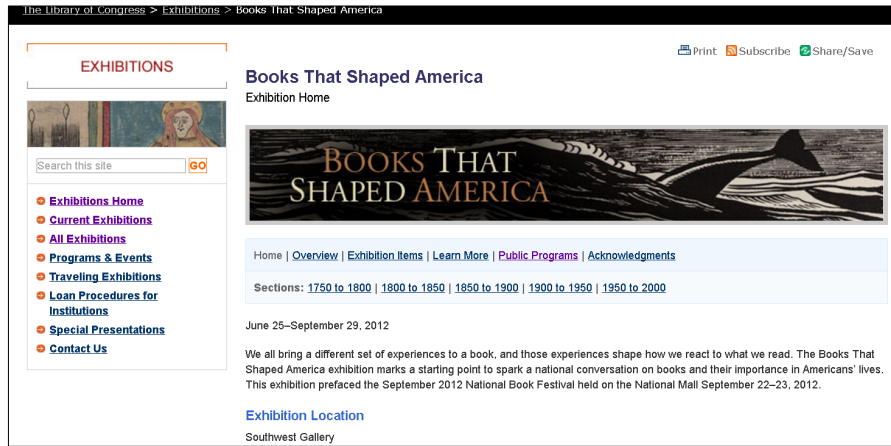 The Library of Congress > Exhibitions > Books That Shaped America
Print Subscribe Share/Save
EXHIBITIONS
Search this site GO
Exhibitions Home
Current Exhibitions
All Exhibitions
Programs & Events
Traveling Exhibitions
Loan Procedures for
Institutions
Special Presentations
Contact Us
Books That Shaped America
Exhibition Home
BOOKS THAT
SHAPED AMERICA
Home | Overview | Exhibition Items | Learn More | Public Programs | Acknowledgments
Sections: 1750 to 1800 | 1800 to 1850 | 1850 to 1900 | 1900 to 1950 | 1950 to 2000
June 25–September 29, 2012
We all bring a different set of experiences to a book, and those experiences shape how we react to what we read. The Books That
Shaped America exhibition marks a starting point to spark a national conversation on books and their importance in Americans' lives.
This exhibition prefaced the September 2012 National Book Festival held on the National Mall September 22–23, 2012.
Exhibition Location
Southwest Gallery